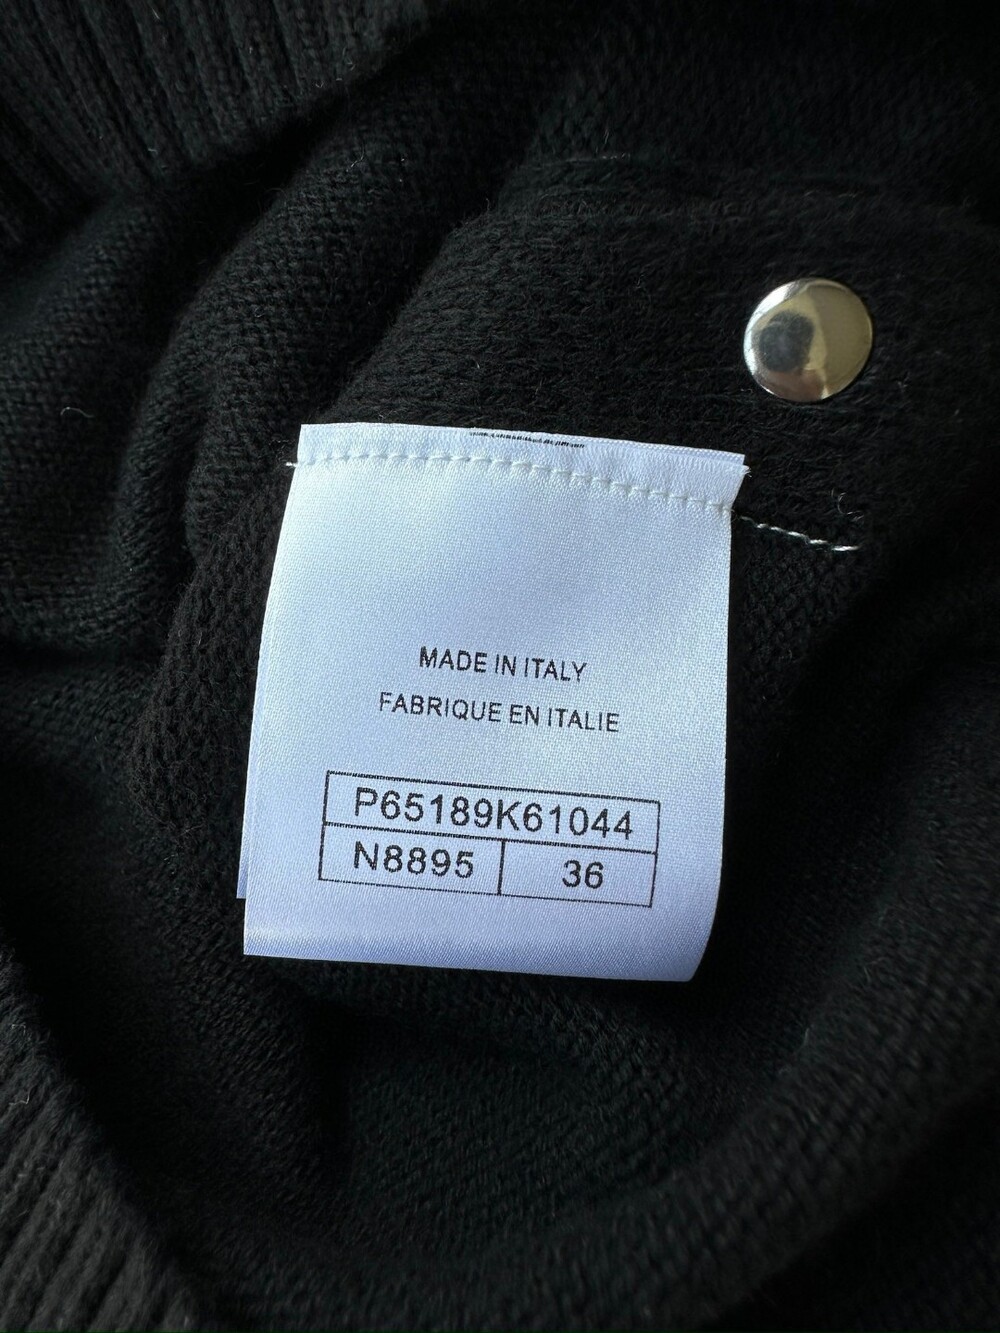 MADE IN ITALY
FABRIQUE EN ITALIE
P65189K61044
N8895 36